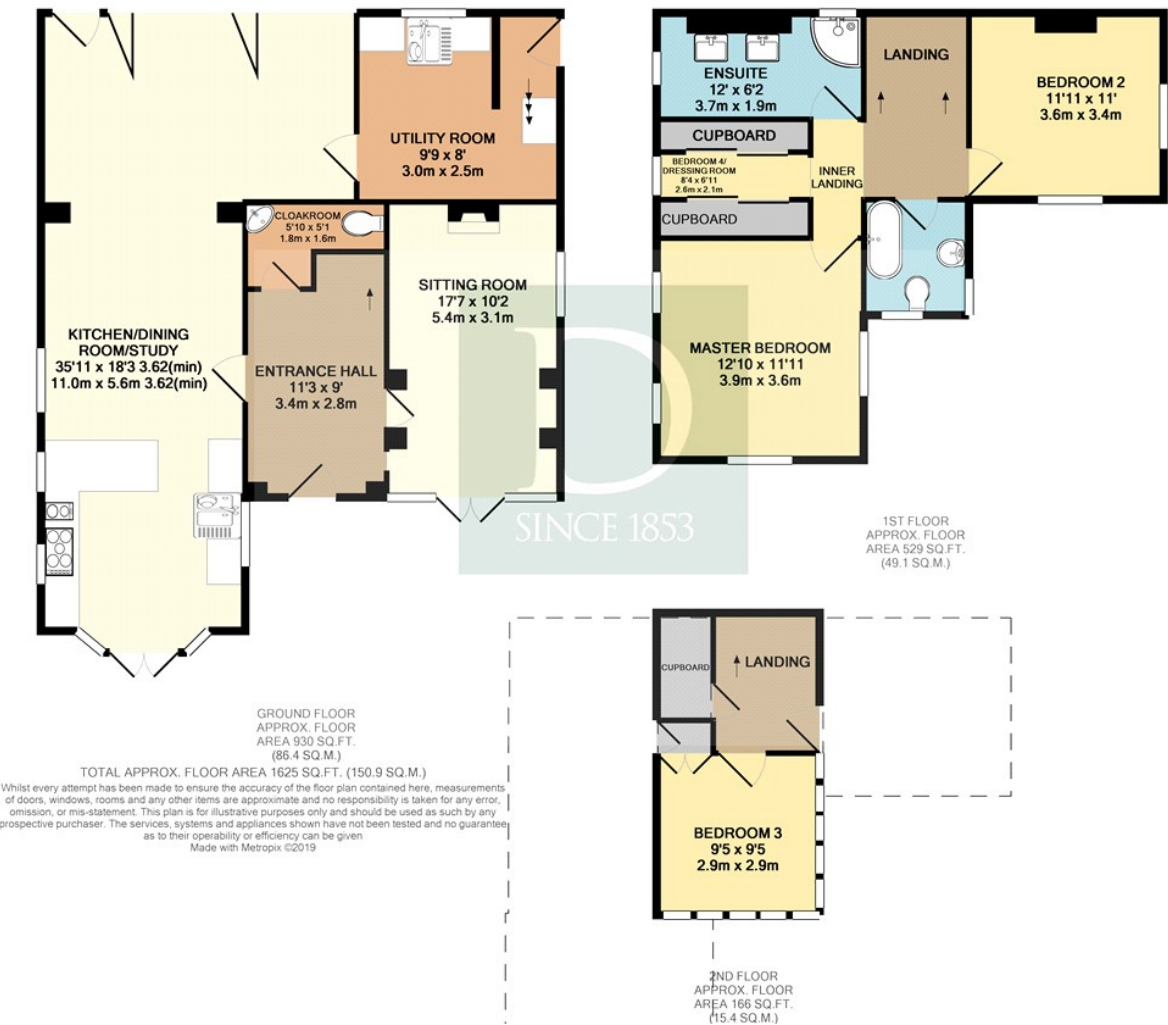 UTILITY ROOM
9'9 x 8'
3.0m x 2.5m
CLOAKROOM
5'10 x 5'1
1.8m x 1.6m
SITTING ROOM
17'7 x 10'2
5.4m x 3.1m
KITCHEN/DINING
ROOM/STUDY
35'11 x 18'3 3.62(min)
11.0m x 5.6m 3.62(min)
ENTRANCE HALL
11'3 x 9'
3.4m x 2.8m
GROUND FLOOR
APPROX. FLOOR
AREA 930 SQ.FT.
(86.4 SQ.M.)
ENSUITE
12' x 6'2
3.7m x 1.9m
LANDING
BEDROOM 2
11'11 x 11'
3.6m x 3.4m
CUPBOARD
BEDROOM 4/
DRESSING ROOM
8'4 x 6'11
2.6m x 2.1m
INNER
LANDING
CUPBOARD
MASTER BEDROOM
12'10 x 11'11
3.9m x 3.6m
D
SINCE 1853
1ST FLOOR
APPROX. FLOOR
AREA 529 SQ.FT.
(49.1 SQ.M.)
CUPBOARD
LANDING
BEDROOM 3
9'5 x 9'5
2.9m x 2.9m
2ND FLOOR
APPROX. FLOOR
AREA 166 SQ.FT.
(15.4 SQ.M.)
TOTAL APPROX. FLOOR AREA 1625 SQ.FT. (150.9 SQ.M.)
Whilst every attempt has been made to ensure the accuracy of the floor plan contained here, measurements
of doors, windows, rooms and any other items are approximate and no responsibility is taken for any error,
omission, or mis-statement. This plan is for illustrative purposes only and should be used as such by any
prospective purchaser. The services, systems and appliances shown have not been tested and no guarantee
as to their operability or efficiency can be given
Made with Metropix ©2019